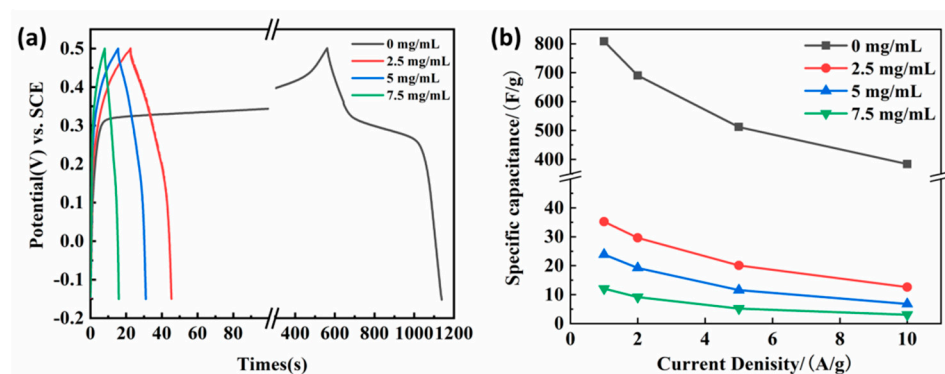 (a)
0.5
0.4
0.3
0.2
0.1
0.0
-0.1
-0.2
Potential(V) vs. SCE
0 mg/mL
2.5 mg/mL
5 mg/mL
7.5 mg/mL
0 20 40 60 80 400 600 800 1000 1200
Times(s)
(b)
800
700
600
500
400
40
30
20
10
0
Specific capacitance/(F/g)
0 mg/mL
2.5 mg/mL
5 mg/mL
7.5 mg/mL
0 2 4 6 8 10
Current Denisity/(A/g)